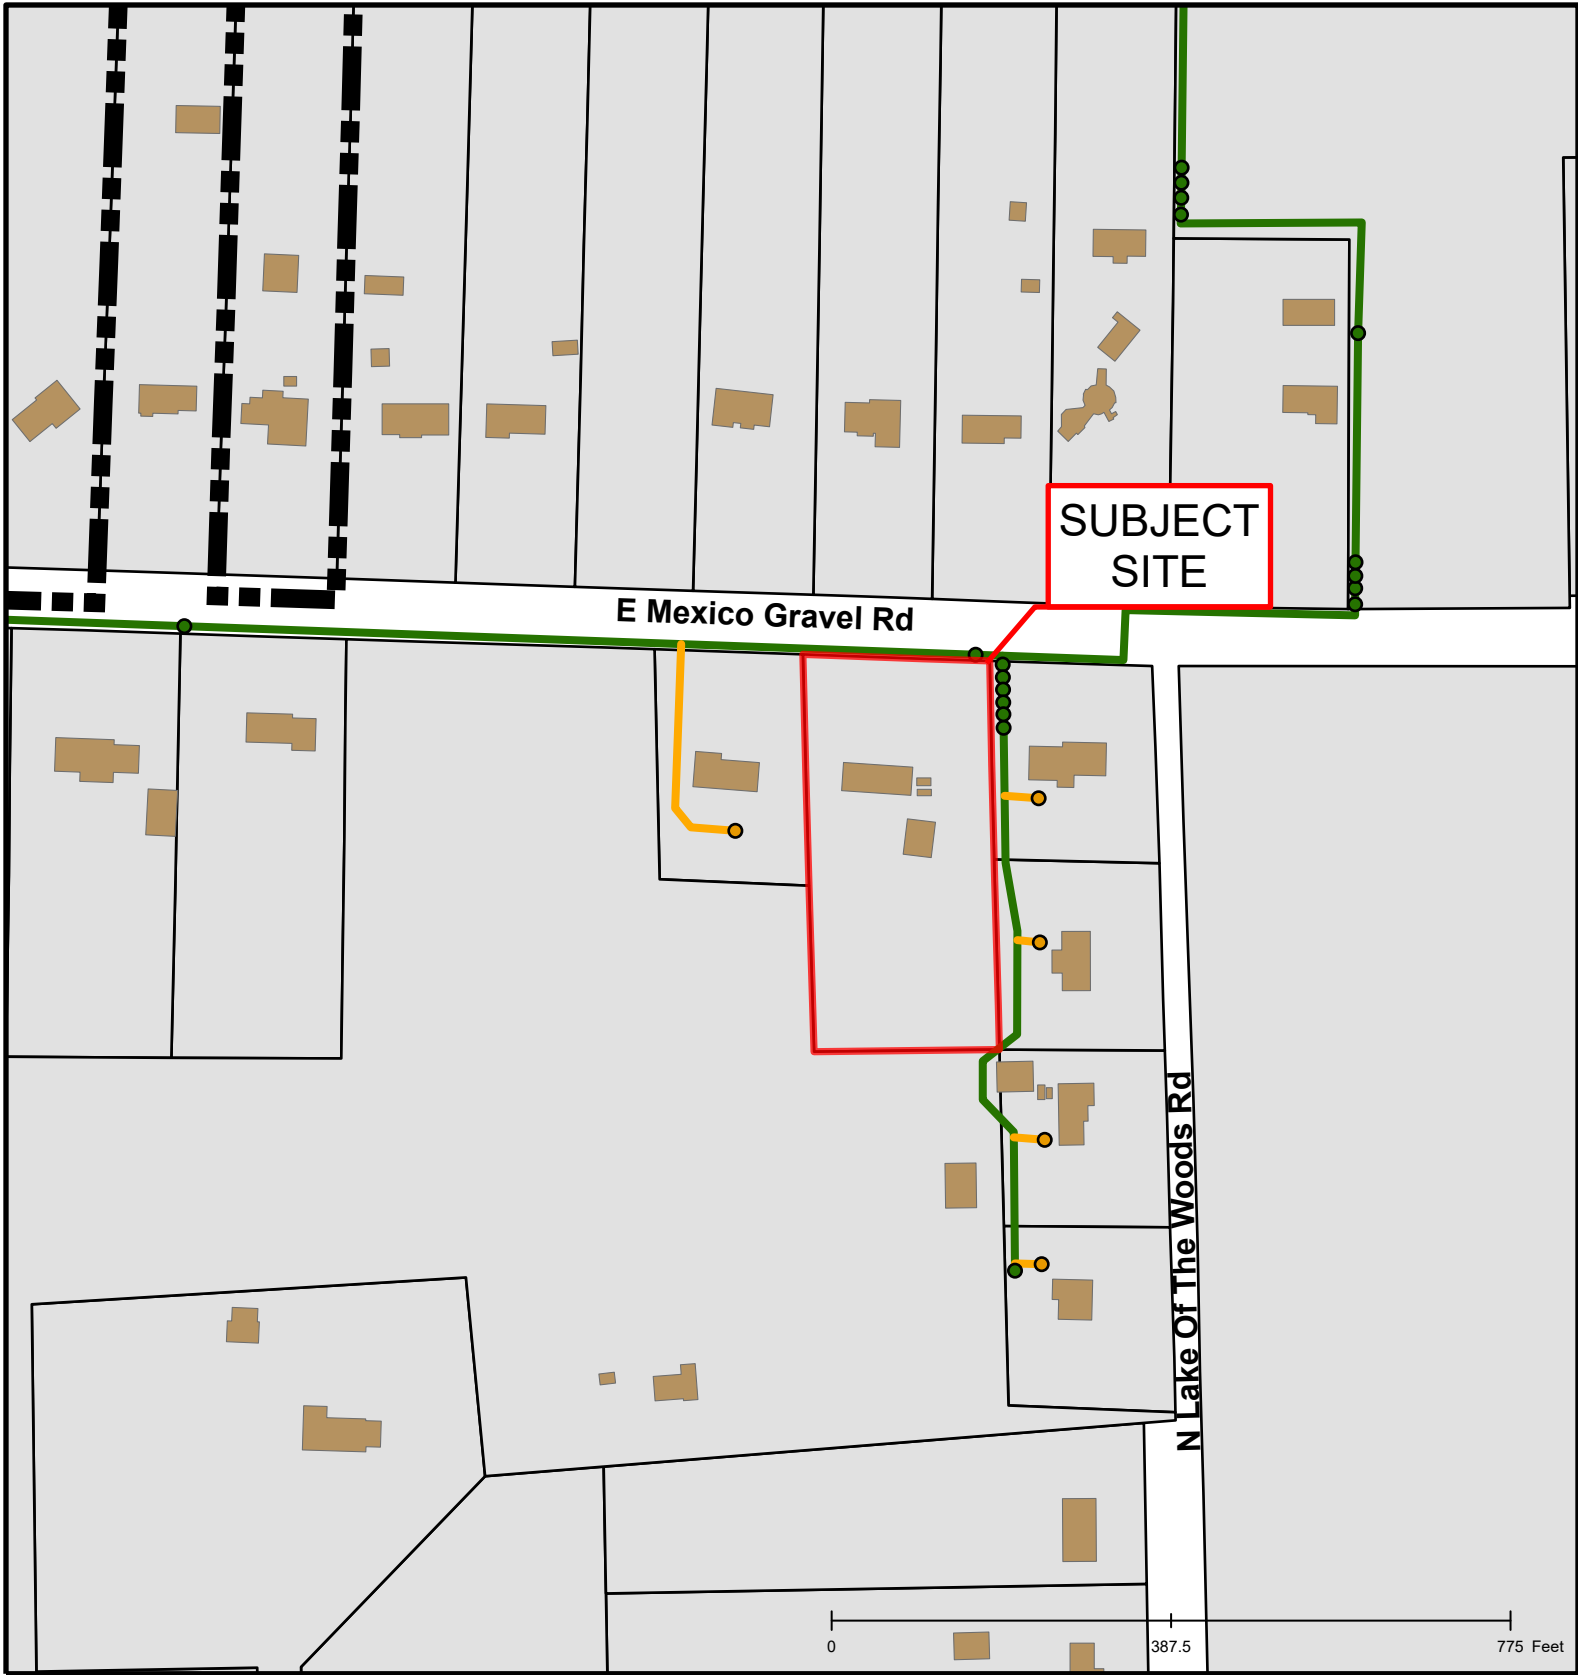 SUBJECT
SITE
E Mexico Gravel Rd
N Lake Of The Woods Rd
0 387.5 775 Feet